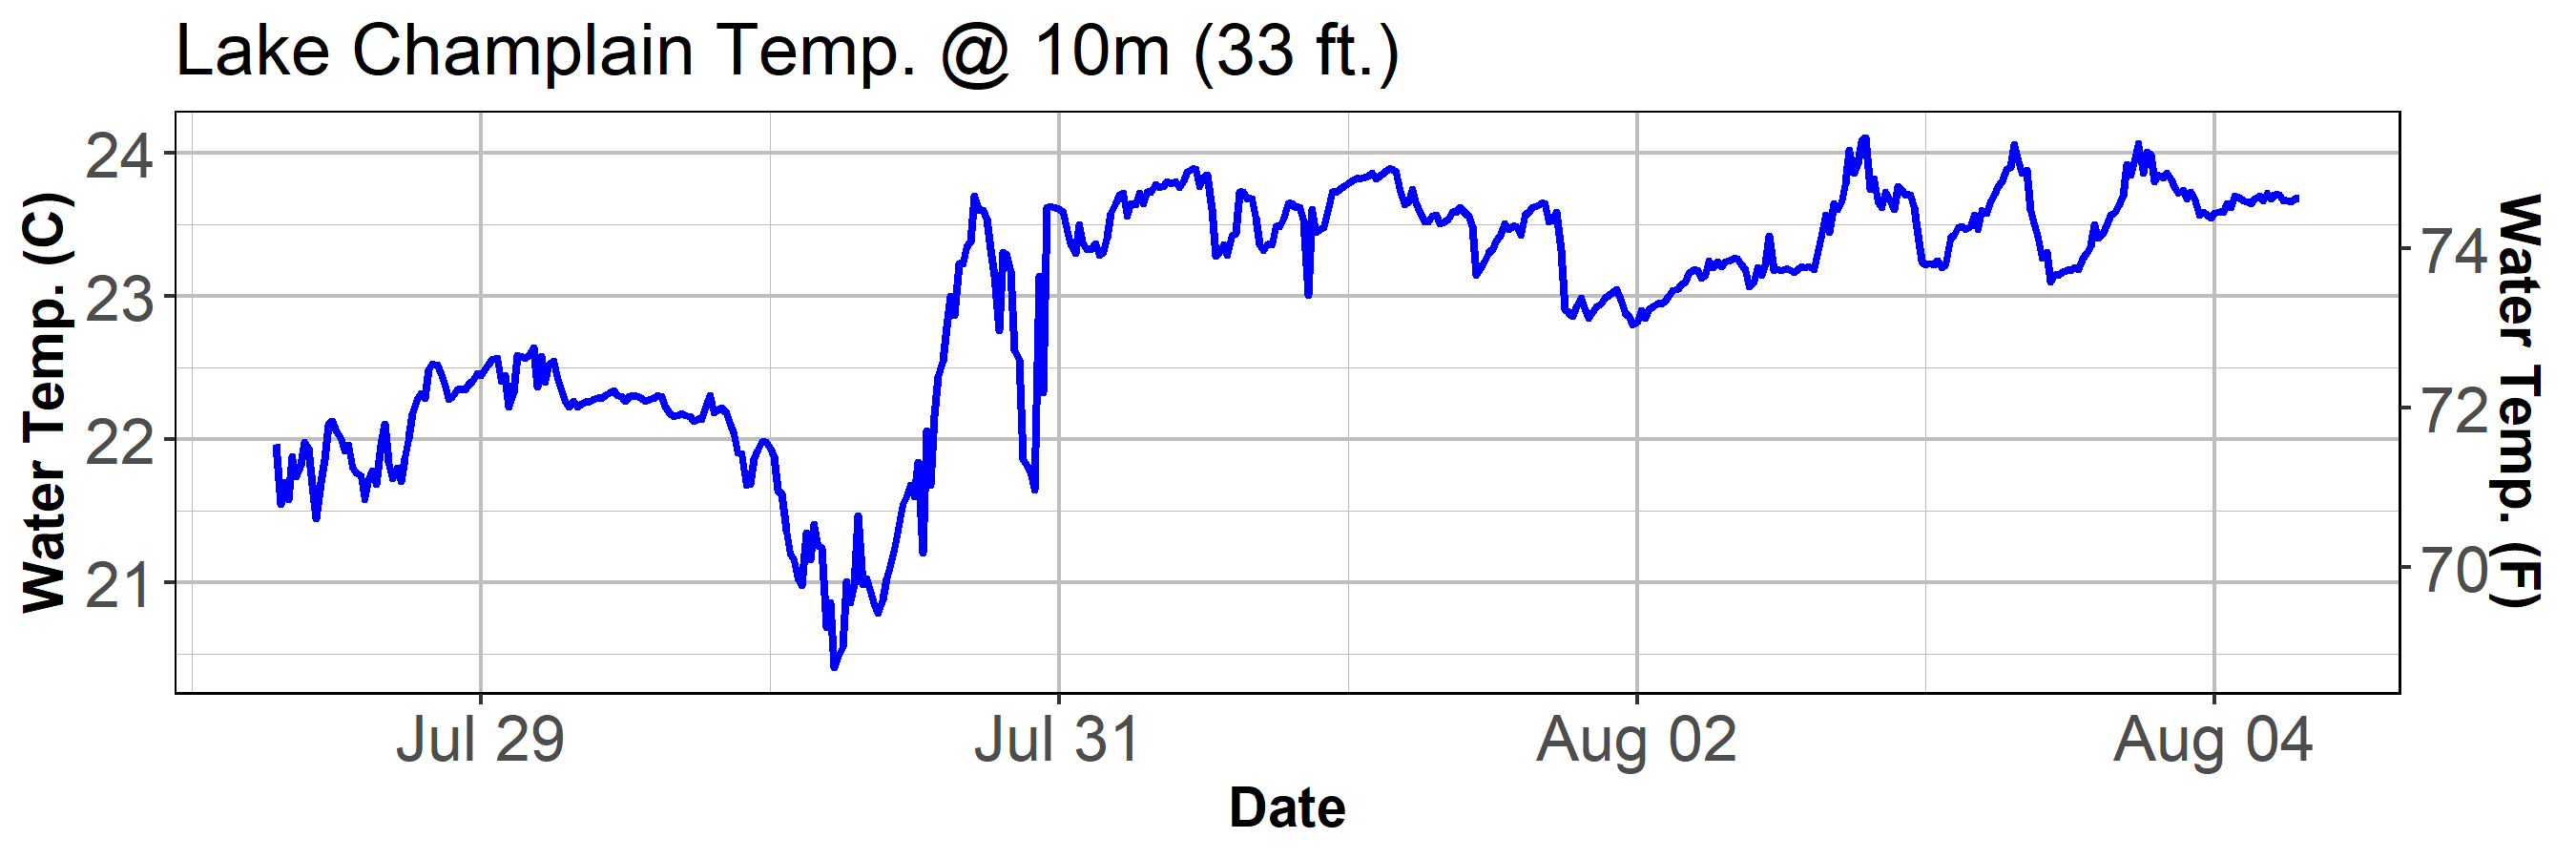 Lake Champlain Temp. @ 10m (33 ft.)
Water Temp. (C)
24
23
22
21
74
72
70
Water Temp. (F)
Jul 29
Jul 31
Aug 02
Aug 04
Date